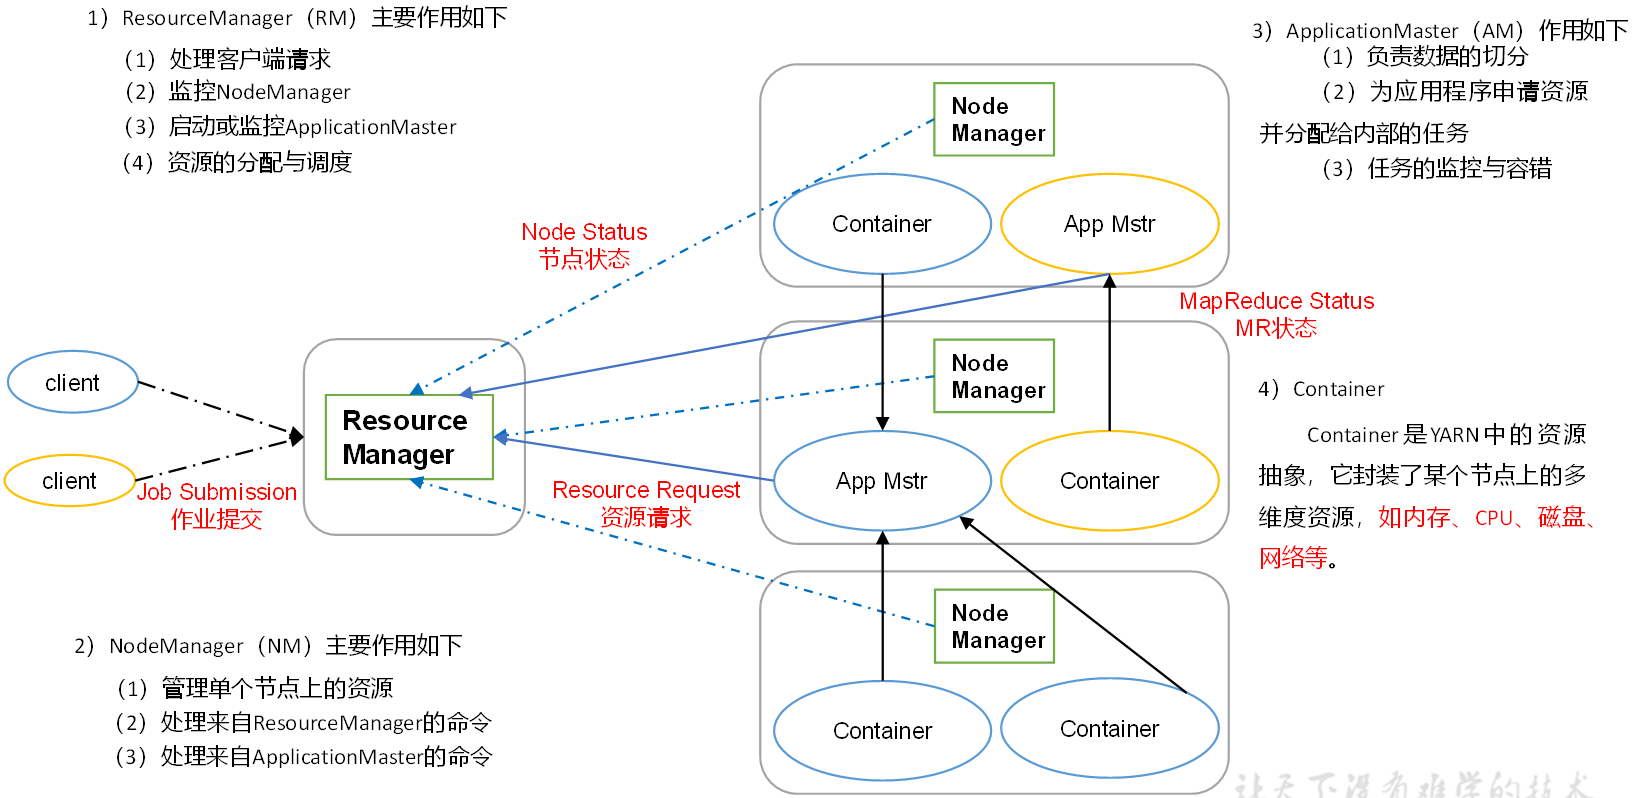 1）ResourceManager（RM）主要作用如下
（1）处理客户端请求
（2）监控NodeManager
（3）启动或监控ApplicationMaster
（4）资源的分配与调度
3）ApplicationMaster（AM）作用如下
（1）负责数据的切分
（2）为应用程序申请资源
并分配给内部的任务
（3）任务的监控与容错
Node
Manager
Container
App Mstr
Node Status
节点状态
MapReduce Status
MR状态
client
client
Job Submission
作业提交
Resource
Manager
Resource Request
资源请求
Node
Manager
App Mstr
Container
4）Container
Container是YARN中的资源
抽象，它封装了某个节点上的多
维度资源，如内存、CPU、磁盘、
网络等。
2）NodeManager（NM）主要作用如下
（1）管理单个节点上的资源
（2）处理来自ResourceManager的命令
（3）处理来自ApplicationMaster的命令
Node
Manager
Container
Container
让天下没有难学的技术